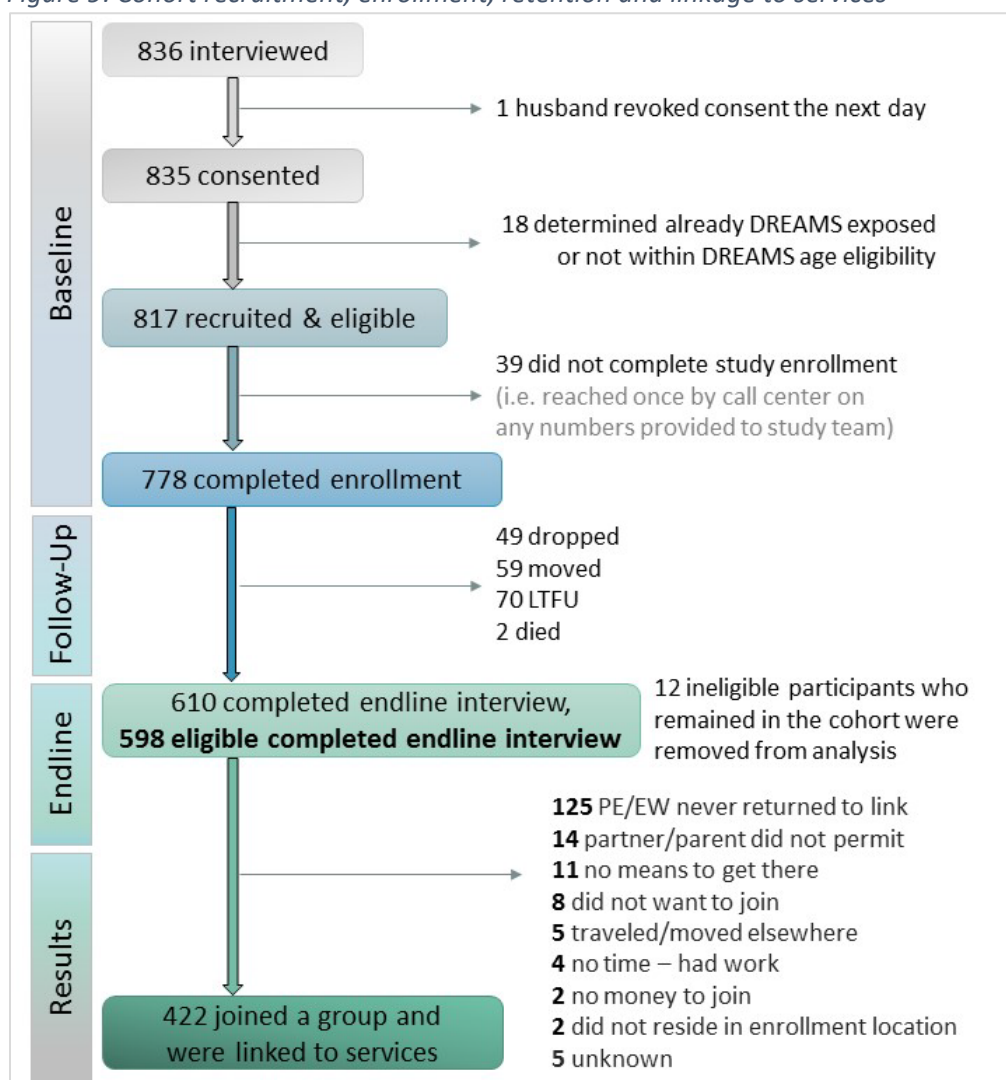 Figure Cohort recruitment, enrollment, retention and linkage to services
Baseline
836 interviewed
1 husband revoked consent the next day
835 consented
18 determined already DREAMS exposed
or not within DREAMS age eligibility
817 recruited & eligible
39 did not complete study enrollment
(i.e. reached once by call center on
any numbers provided to study team)
778 completed enrollment
Follow-Up
49 dropped
59 moved
70 LTFU
2 died
Endline
610 completed endline interview,
598 eligible completed endline interview
12 ineligible participants who
remained in the cohort were
removed from analysis
Results
125 PE/EW never returned to link
14 partner/parent did not permit
11 no means to get there
8 did not want to join
5 traveled/moved elsewhere
4 no time – had work
2 no money to join
2 did not reside in enrollment location
5 unknown
422 joined a group and
were linked to services